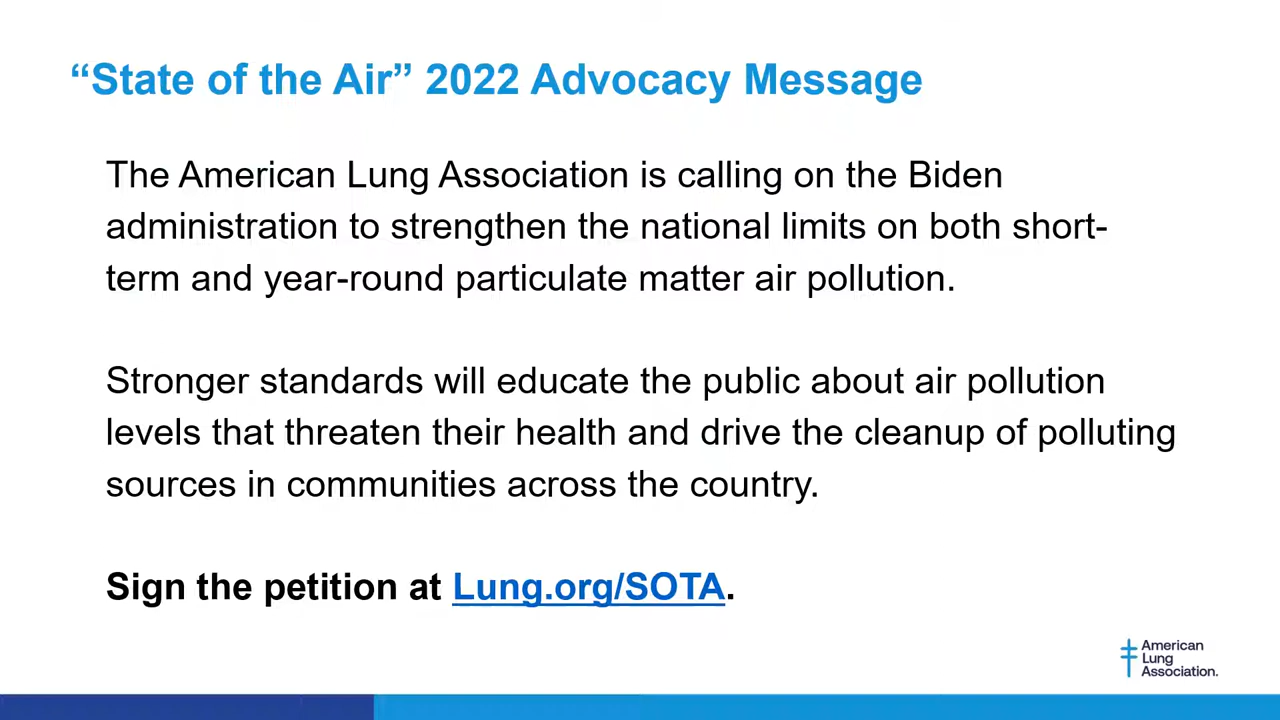 “State of the Air” 2022 Advocacy Message
The American Lung Association is calling on the Biden
administration to strengthen the national limits on both short-
term and year-round particulate matter air pollution.
Stronger standards will educate the public about air pollution
levels that threaten their health and drive the cleanup of polluting
sources in communities across the country.
Sign the petition at Lung.org/SOTA.
American
Lung
Association.